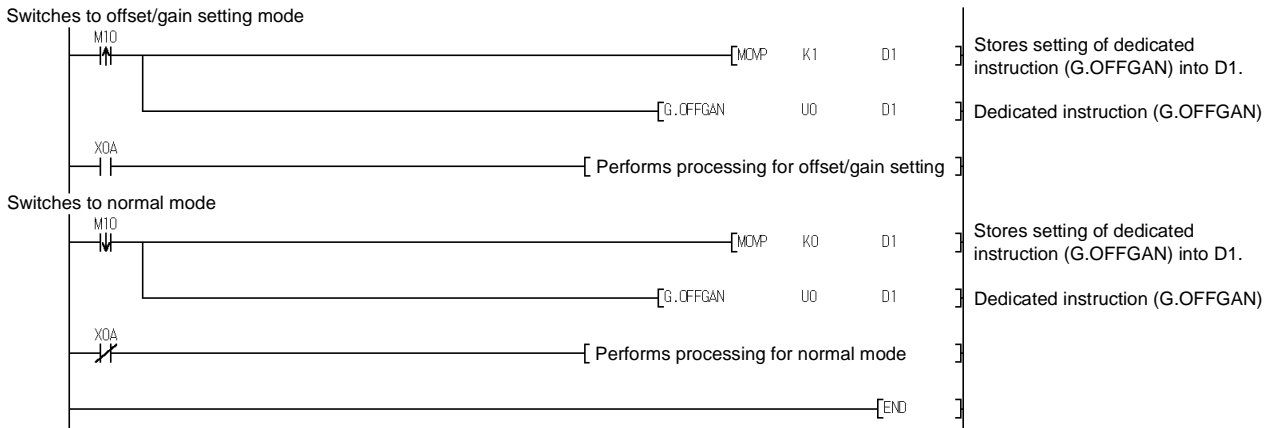 Switches to offset/gain setting mode
M10
MOVP K1 D1
Stores setting of dedicated
instruction (G.OFFGAN) into D1.
G.OFFGAN U0 D1
Dedicated instruction (G.OFFGAN)
X0A
Performs processing for offset/gain setting
Switches to normal mode
M10
MOVP K0 D1
Stores setting of dedicated
instruction (G.OFFGAN) into D1.
G.OFFGAN U0 D1
Dedicated instruction (G.OFFGAN)
X0A
Performs processing for normal mode
END